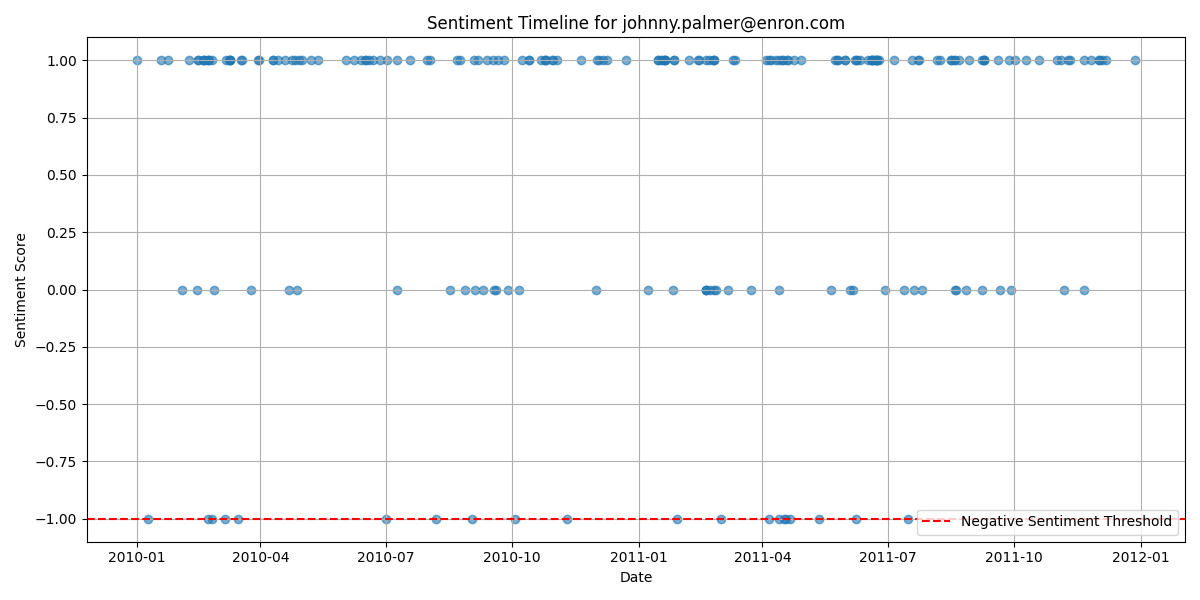 Sentiment Timeline for johnny.palmer@enron.com
Sentiment Score
1.00
0.75
0.50
0.25
0.00
−0.25
−0.50
−0.75
−1.00
Negative Sentiment Threshold
2010-01 2010-04 2010-07 2010-10 2011-01 2011-04 2011-07 2011-10 2012-01
Date